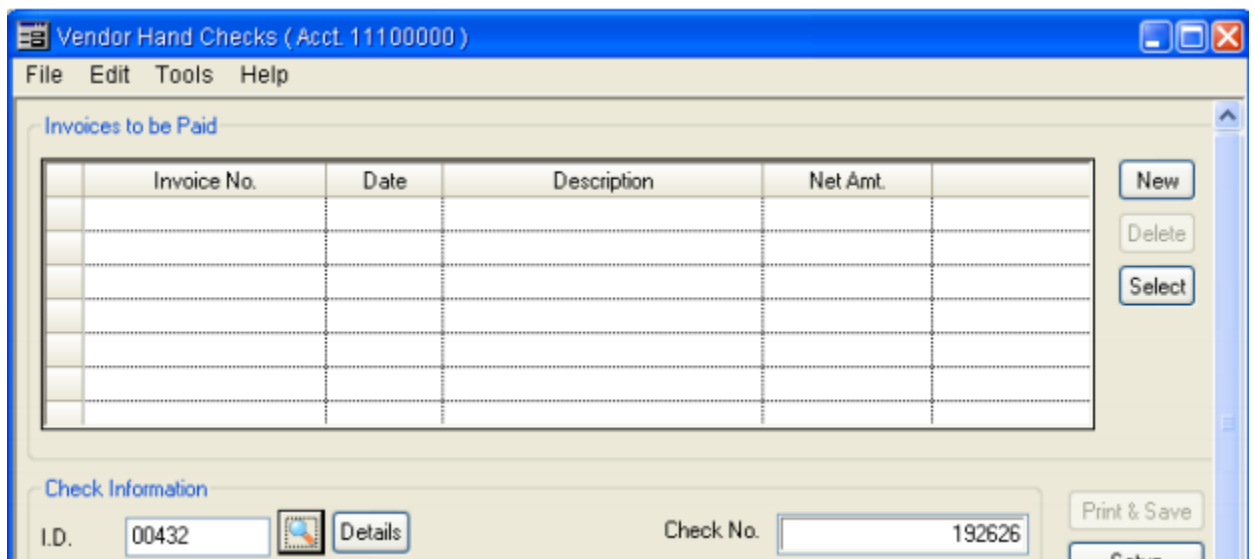 Vendor Hand Checks ( Acct. 11100000 )
File Edit Tools Help
Invoices to be Paid
Invoice No. Date Description Net Amt.
New
Delete
Select
Check Information
I.D. 00432 Details Check No. 192626
Print & Save